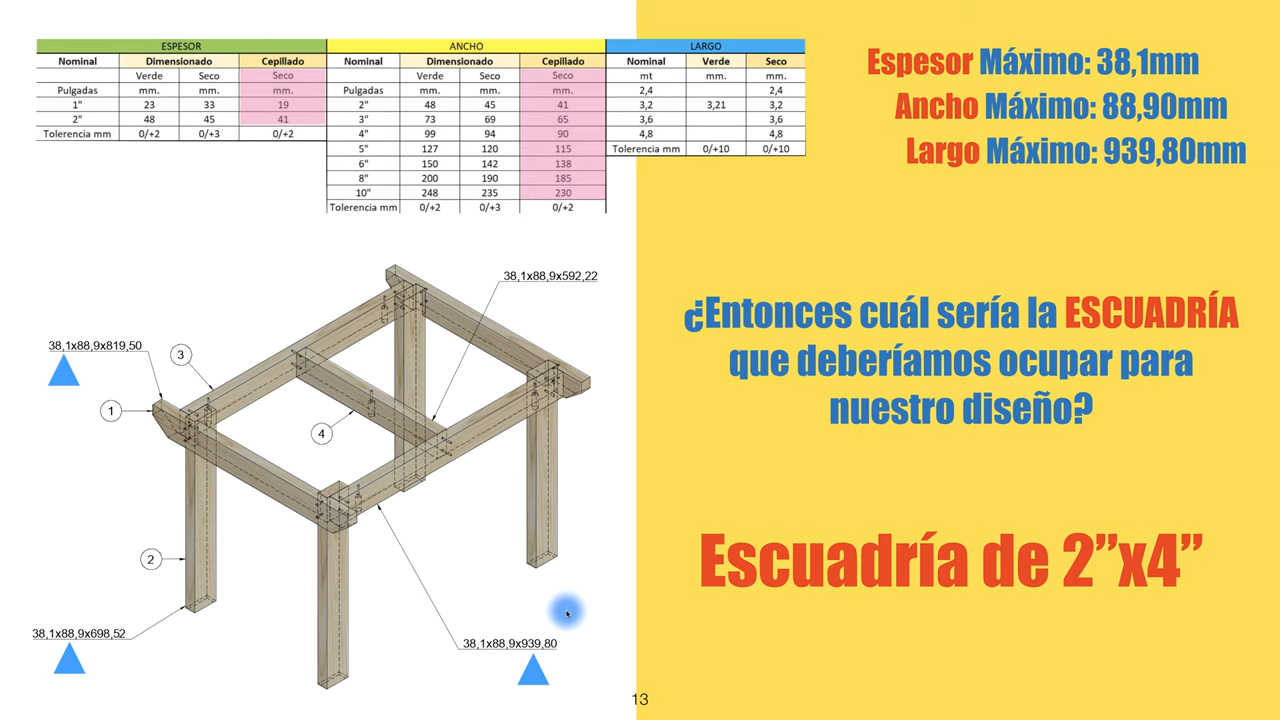 ESPESOR ANCHO LARGO
Nominal Dimensionado Cepillado Nominal Dimensionado Cepillado Nominal Verde Seco
Verde Seco Seco Verde Seco Seco mt mm. mm.
Pulgadas mm. mm. mm. Pulgadas mm. mm. mm. 2,4 2,4
1" 23 33 19 2" 48 45 41 3,2 3,21 3,2
2" 48 45 41 3" 73 69 65 3,6 3,6
Tolerencia mm 0/+2 0/+3 0/+2 4" 99 94 90 4,8 4,8
5" 127 120 115 Tolerencia mm 0/+10 0/+10
6" 150 142 138
8" 200 190 185
10" 248 235 230
Tolerencia mm 0/+2 0/+3 0/+2
Espesor Máximo: 38,1mm
Ancho Máximo: 88,90mm
Largo Máximo: 939,80mm
38,1x88,9x592,22
38,1x88,9x819,50
3
1
4
2
38,1x88,9x698,52
38,1x88,9x939,80
¿Entonces cuál sería la ESCUADRÍA
que deberíamos ocupar para
nuestro diseño?
Escuadría de 2”x4”
13